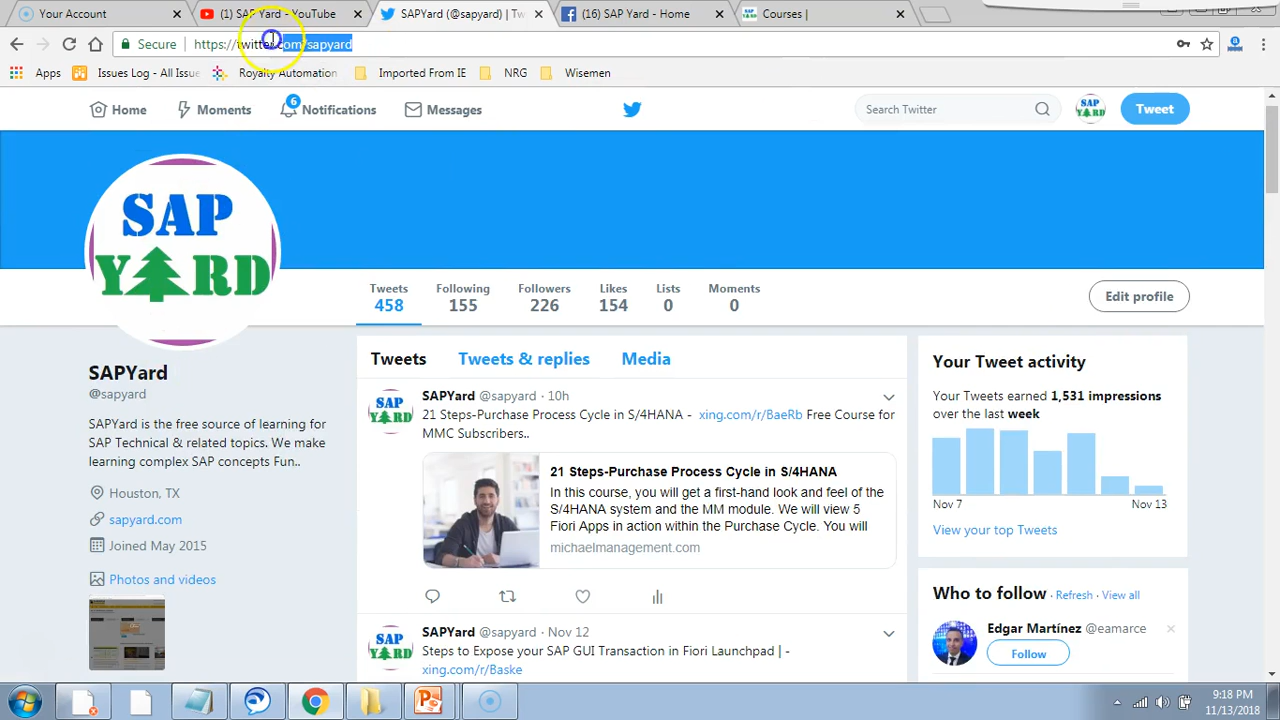 Your Account
(1) SAP Yard - YouTube
SAPYard (@sapyard) | Tw
(16) SAP Yard - Home
Courses |
Secure
https://twitter.com/sapyard
Apps
Issues Log - All Issue
Royalty Automation
Imported From IE
NRG
Wisemen
Home
Moments
6
Notifications
Messages
Search Twitter
SAP
YARD
Tweet
SAP
YARD
Tweets
458
Following
155
Followers
226
Likes
154
Lists
0
Moments
0
Edit profile
SAPYard
@sapyard
SAPYard is the free source of learning for
SAP Technical & related topics. We make
learning complex SAP concepts Fun..
Houston, TX
sapyard.com
Joined May 2015
Photos and videos
Tweets
Tweets & replies
Media
SAP
YARD
SAPYard @sapyard · 10h
21 Steps-Purchase Process Cycle in S/4HANA - xing.com/r/BaeRb Free Course for
MMC Subscribers..
21 Steps-Purchase Process Cycle in S/4HANA
In this course, you will get a first-hand look and feel of the
S/4HANA system and the MM module. We will view 5
Fiori Apps in action within the Purchase Cycle. You will
michaelmanagement.com
SAP
YARD
SAPYard @sapyard · Nov 12
Steps to Expose your SAP GUI Transaction in Fiori Launchpad | -
xing.com/r/Baske
Your Tweet activity
Your Tweets earned 1,531 impressions
over the last week
Nov 7
Nov 13
View your top Tweets
Who to follow · Refresh · View all
Edgar Martínez @eamarce
Follow
9:18 PM
11/13/2018